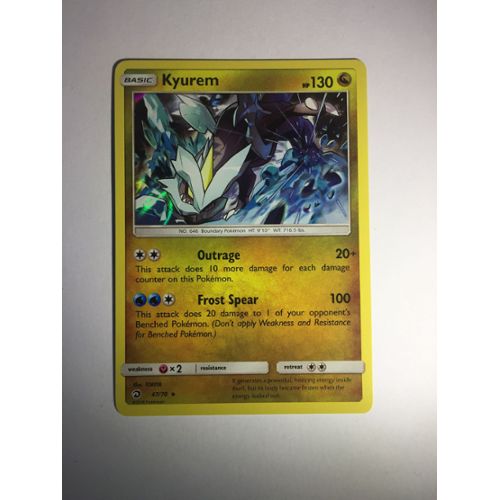 BASIC Kyurem HP130
NO. 646 Boundary Pokémon HT: 9'10" WT: 716.5 lbs.
Outrage 20+
This attack does 10 more damage for each damage
counter on this Pokémon.
Frost Spear 100
This attack does 20 damage to 1 of your opponent's
Benched Pokémon. (Don't apply Weakness and Resistance
for Benched Pokémon.)
weakness ×2 resistance retreat
It generates a powerful, freezing energy inside
itself, but its body became frozen when the
energy leaked out.
47/70